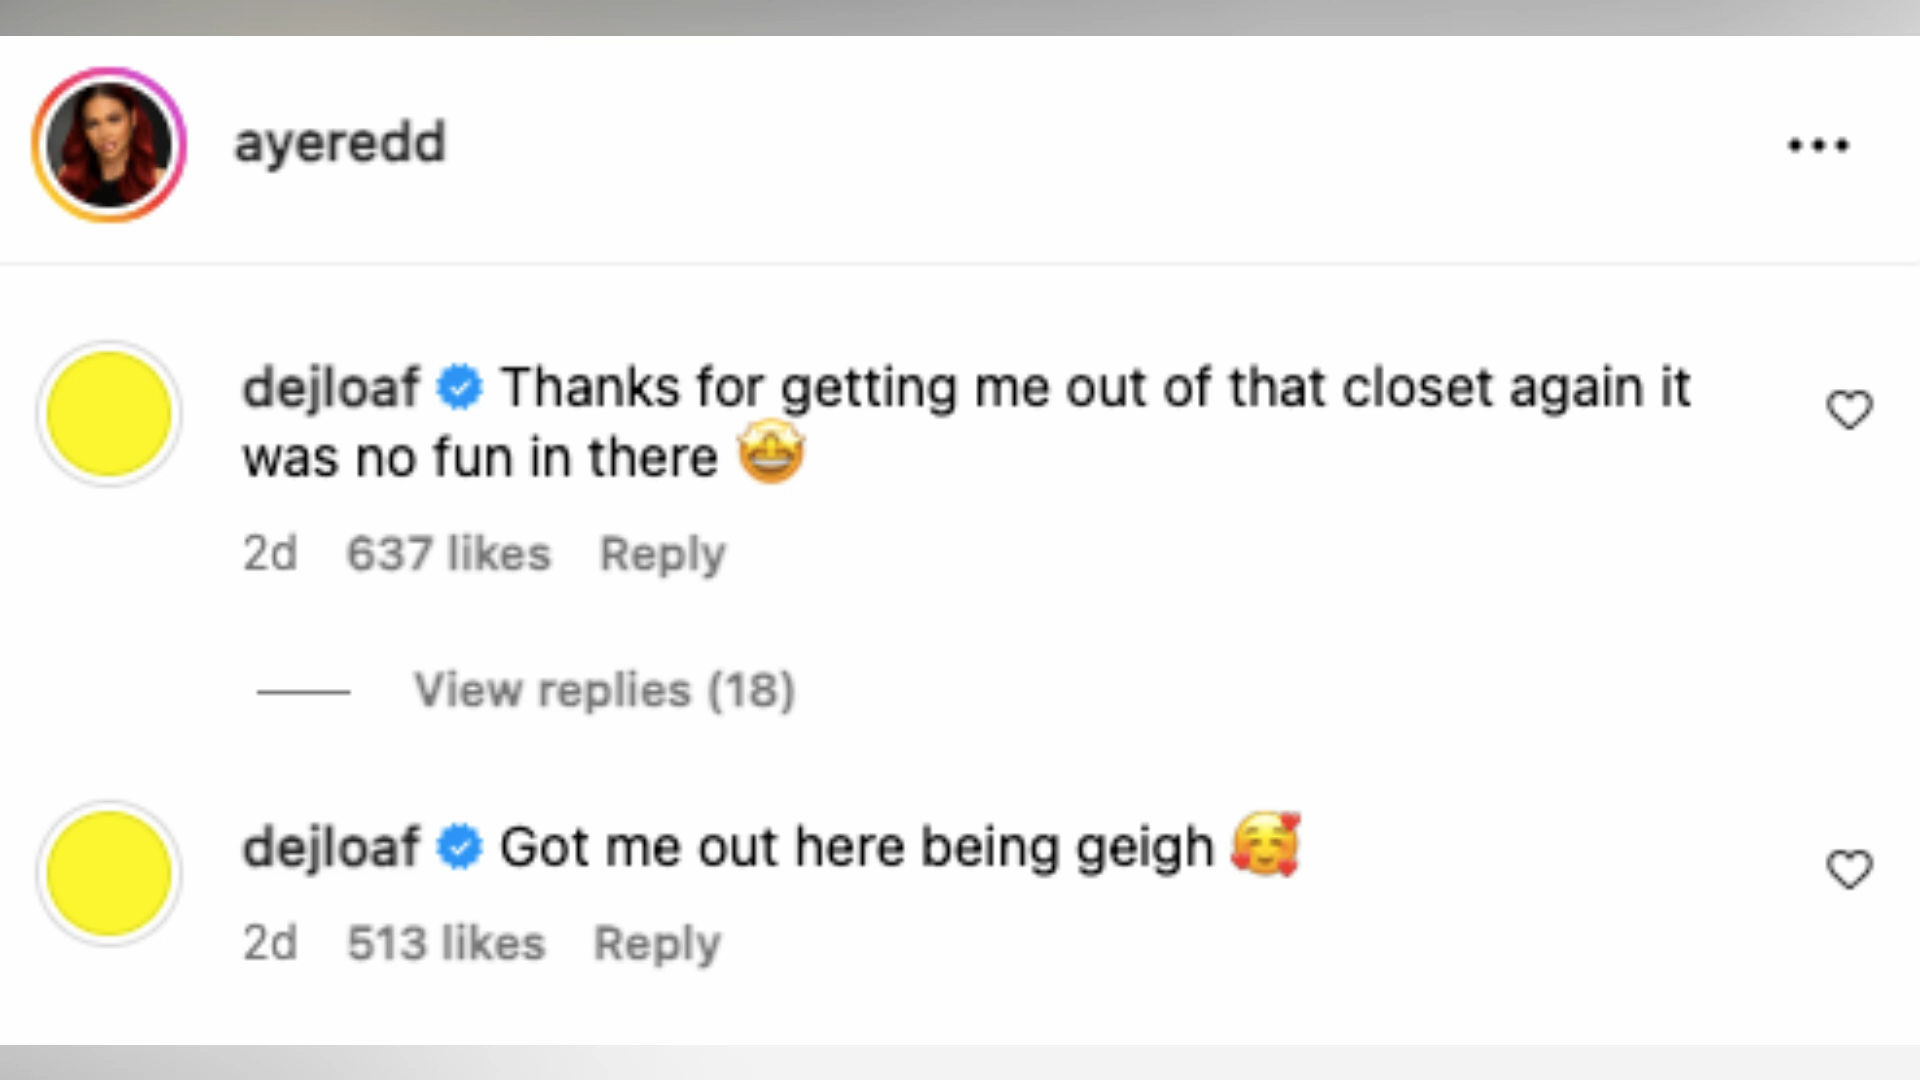 ayeredd
dejloaf Thanks for getting me out of that closet again it
was no fun in there 🤩
2d 637 likes Reply
View replies (18)
dejloaf Got me out here being geigh 🥰
2d 513 likes Reply